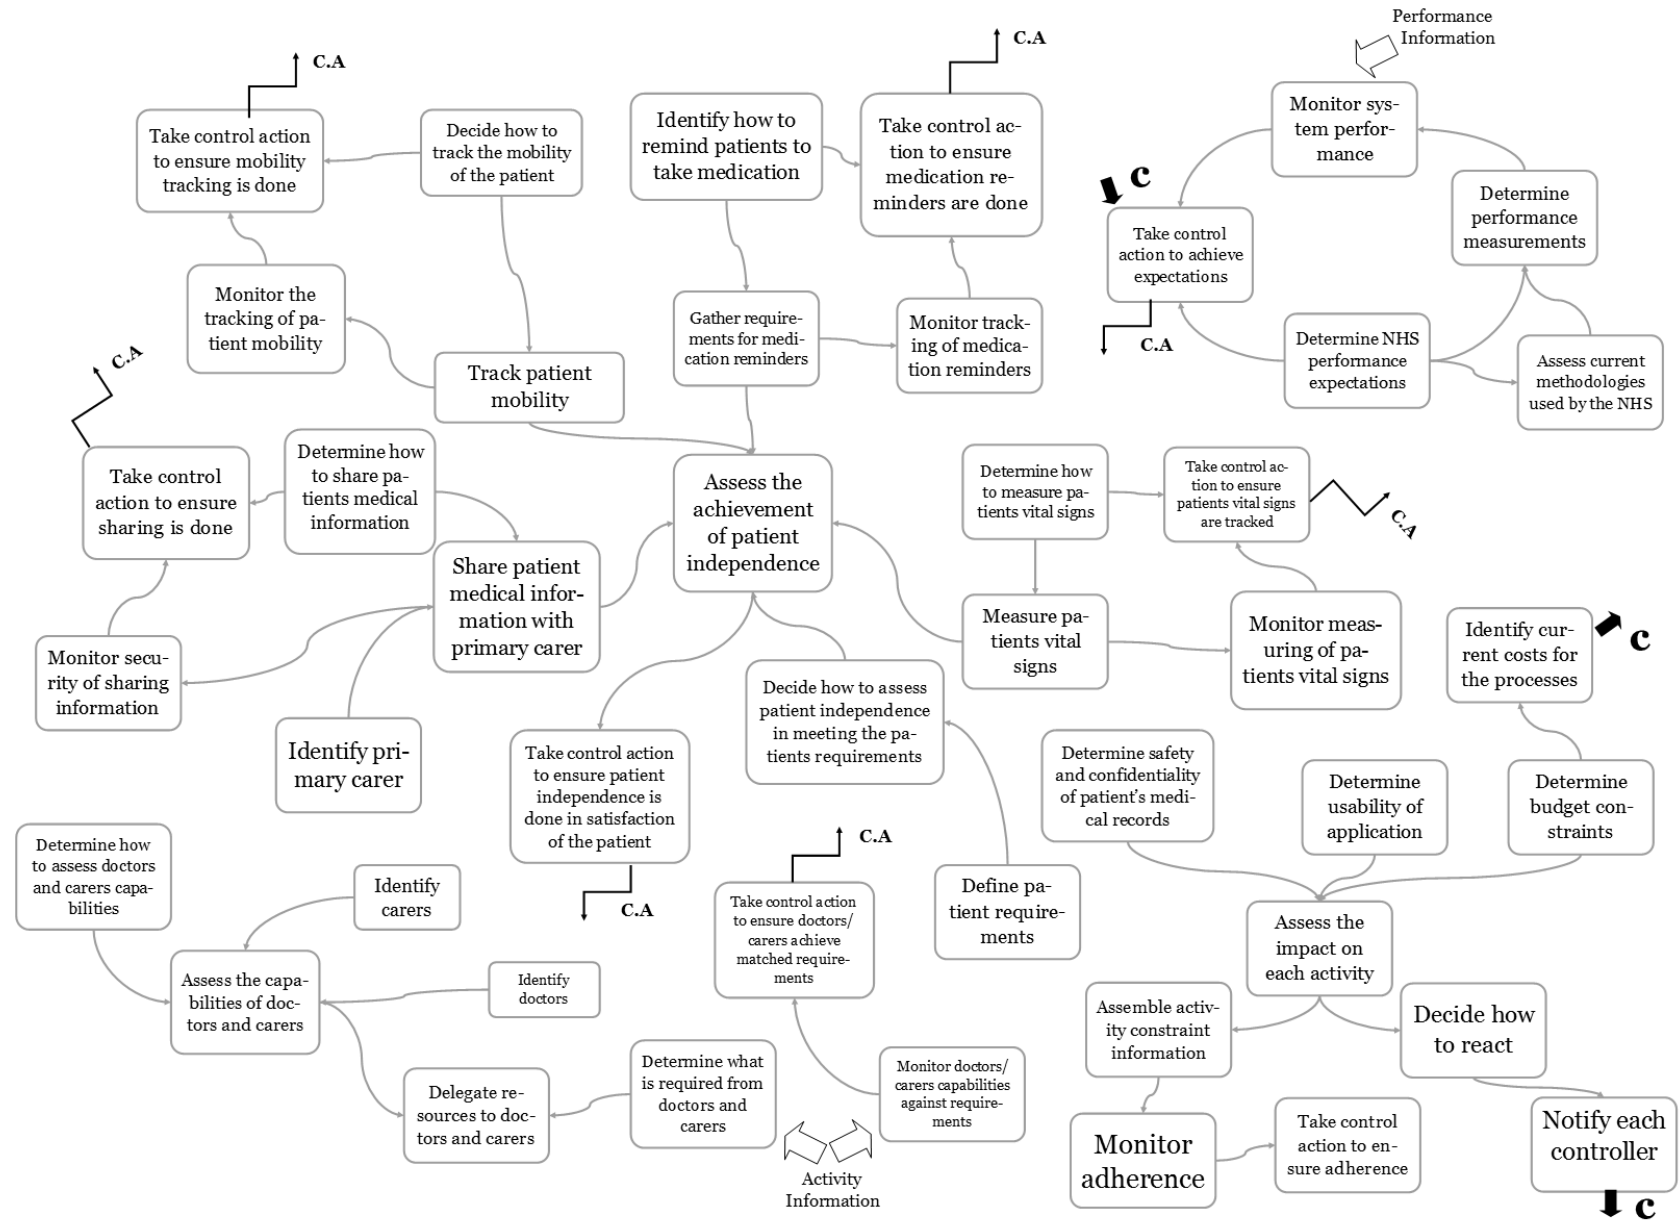 Performance
Information
C.A
Take control action
to ensure mobility
tracking is done
Decide how to
track the mobility
of the patient
Identify how to
remind patients to
take medication
C.A
Take control ac-
tion to ensure
medication re-
minders are done
Monitor sys-
tem perfor-
mance
c
Take control
action to achieve
expectations
Determine
performance
measurements
Monitor the
tracking of pa-
tient mobility
Track patient
mobility
Gather require-
ments for medi-
cation reminders
Monitor track-
ing of medica-
tion reminders
C.A
Determine NHS
performance
expectations
Assess current
methodologies
used by the NHS
C.A
Take control
action to ensure
sharing is done
Determine how
to share pa-
tients medical
information
Assess the
achievement
of patient
independence
Determine how
to measure pa-
tients vital signs
Take control ac-
tion to ensure
patients vital signs
are tracked
C.A
Share patient
medical infor-
mation with
primary carer
Monitor secu-
rity of sharing
information
Identify pri-
mary carer
Measure pa-
tients vital
signs
Monitor meas-
uring of pa-
tients vital signs
Identify cur-
rent costs for
the processes
c
Take control action
to ensure patient
independence is
done in satisfaction
of the patient
C.A
Decide how to assess
patient independence
in meeting the pa-
tients requirements
Determine safety
and confidentiality
of patient's medi-
cal records
Determine
usability of
application
Determine
budget con-
straints
Determine how
to assess doctors
and carers capa-
bilities
Identify
carers
C.A
Take control action
to ensure doctors/
carers achieve
matched require-
ments
Define pa-
tient require-
ments
Assess the
impact on
each activity
Assess the capa-
bilities of doc-
tors and carers
Identify
doctors
Assemble activ-
ity constraint
information
Decide how
to react
Delegate re-
sources to doc-
tors and carers
Determine what
is required from
doctors and
carers
Monitor doctors/
carers capabilities
against require-
ments
Activity
Information
Monitor
adherence
Take control
action to en-
sure adherence
Notify each
controller
c